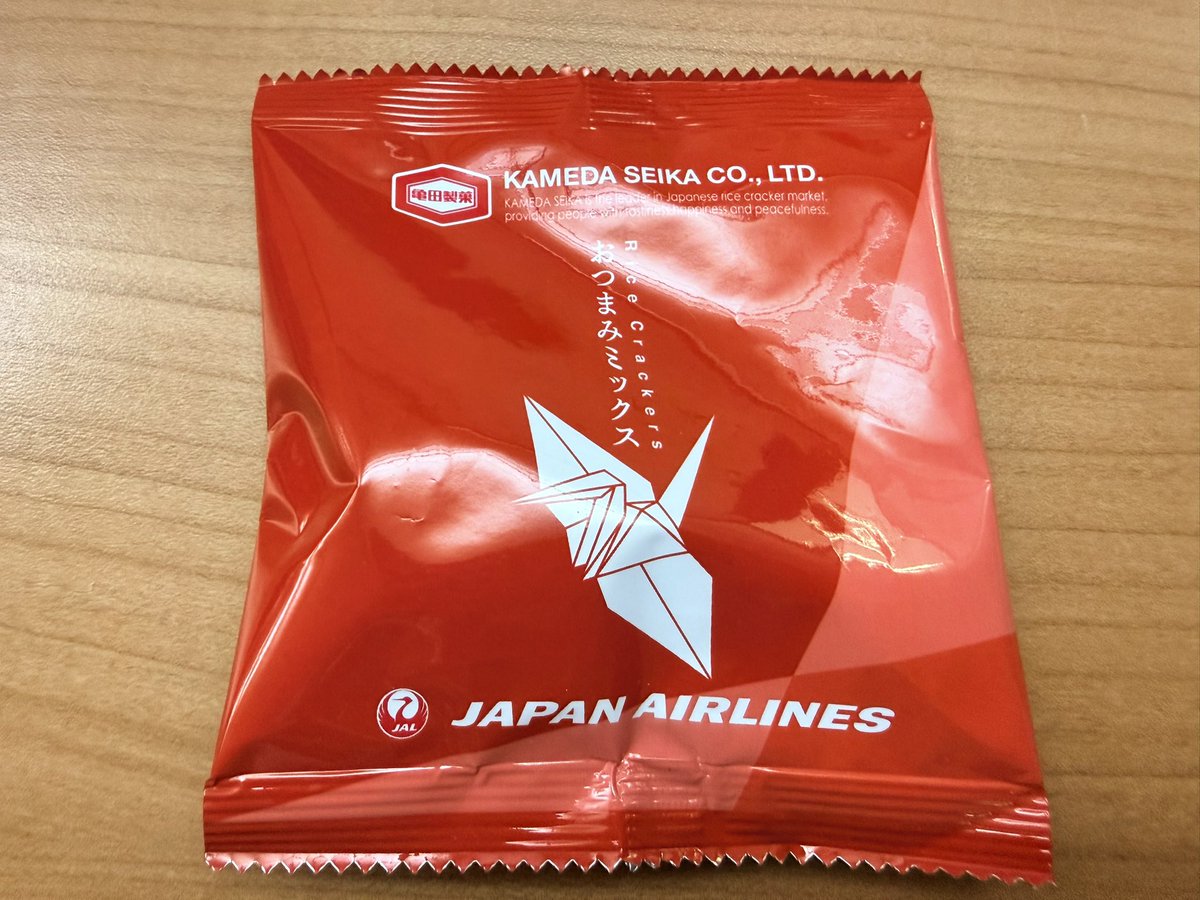 亀田製菓
KAMEDA SEIKA CO., LTD.
KAMEDA SEIKA is the leader in Japanese rice cracker market,
providing people with tastiness, happiness and peacefulness.
Rice Crackers
おつまみミックス
JAL
JAPAN AIRLINES